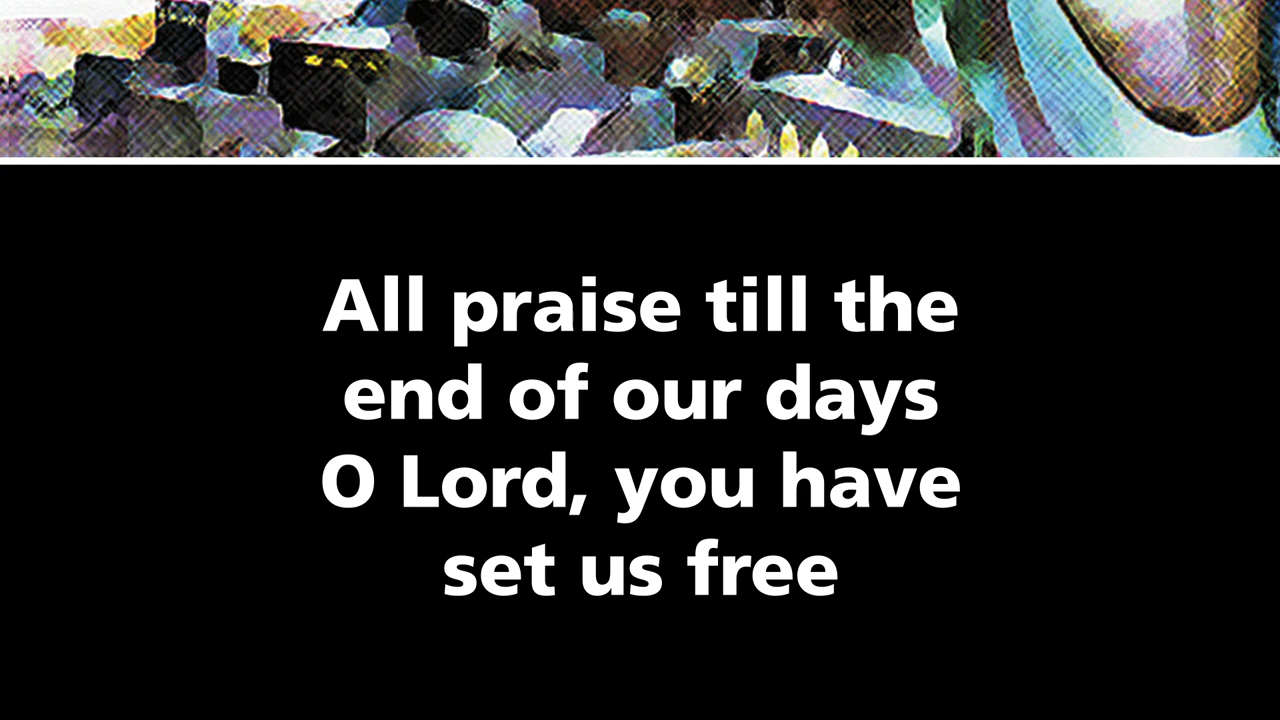 All praise till the
end of our days
O Lord, you have
set us free